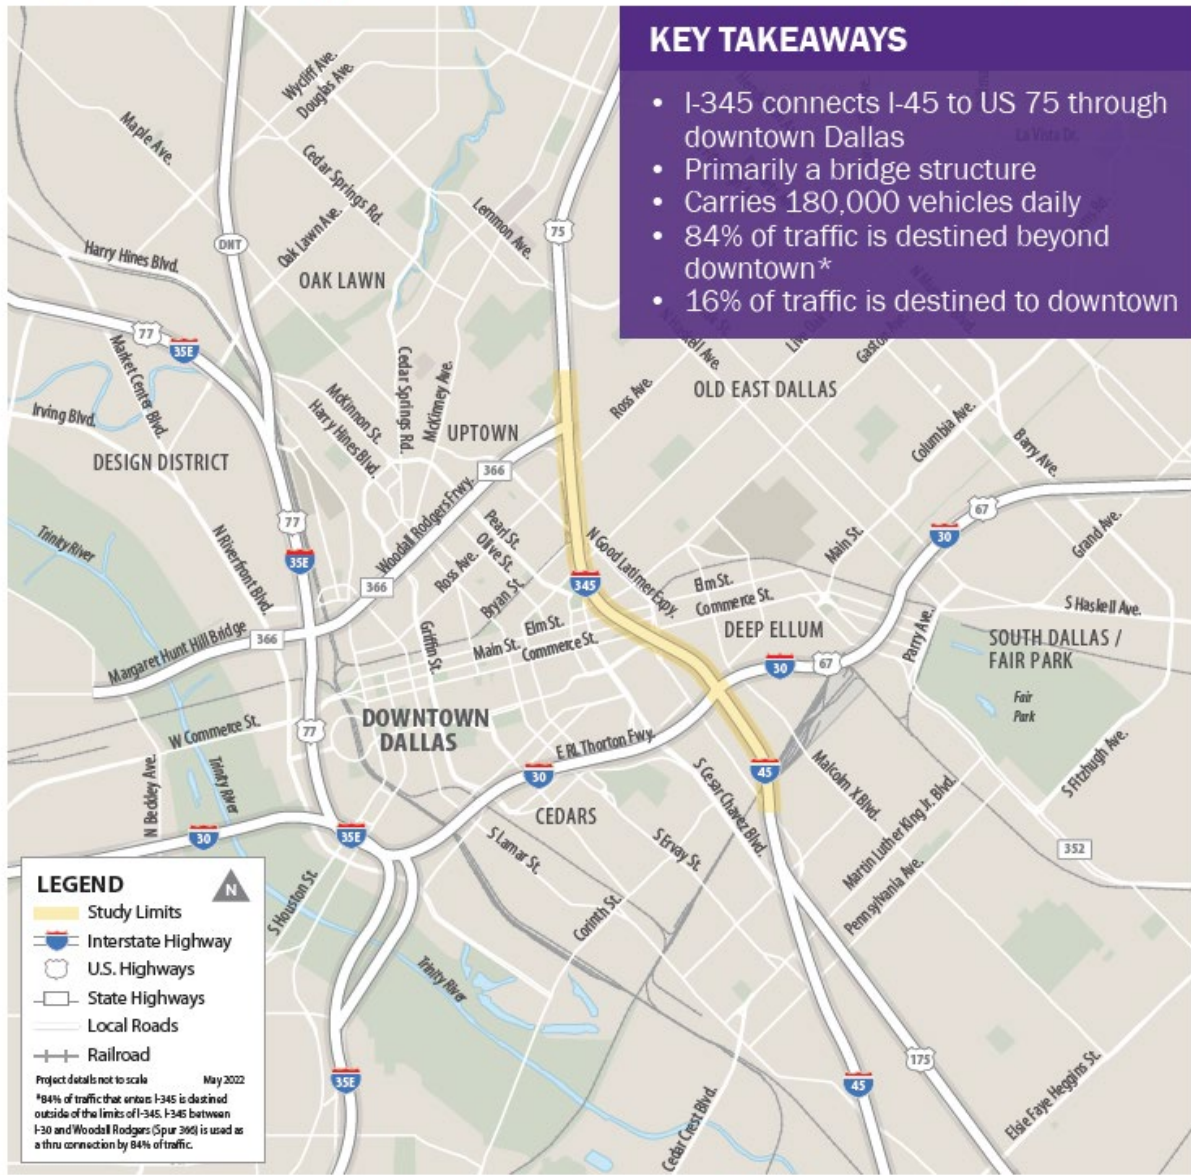 KEY TAKEAWAYS
• I-345 connects I-45 to US 75 through
downtown Dallas
• Primarily a bridge structure
• Carries 180,000 vehicles daily
• 84% of traffic is destined beyond
downtown*
• 16% of traffic is destined to downtown
Wycliff Ave.
Douglas Ave.
Maple Ave.
Cedar Springs Rd.
Lemmon Ave.
Oak Lawn Ave.
75
DNT
Harry Hines Blvd.
OAK LAWN
La Vista Dr.
77
35E
Market Center Blvd.
Irving Blvd.
McKinnon St.
Harry Hines Blvd.
Cedar Springs Rd.
McKinney Ave.
UPTOWN
Ross Ave.
OLD EAST DALLAS
Columbia Ave.
Barry Ave.
DESIGN DISTRICT
366
77
35E
Woodall Rodgers Frwy.
Pearl St.
Olive St.
Ross Ave.
Bryan St.
N Good Latimer Expy.
Main St.
67
30
Grand Ave.
Trinity River
N Riverfront Blvd.
366
345
Elm St.
Commerce St.
S Haskell Ave.
366
Margaret Hunt Hill Bridge
Griffin St.
Elm St.
Main St.
Commerce St.
DEEP ELLUM
Parry Ave.
SOUTH DALLAS /
FAIR PARK
30
67
Fair
Park
W Commerce St.
77
DOWNTOWN
DALLAS
E RL Thorton Fwy.
30
45
S Cesar Chavez Blvd.
Malcolm X Blvd.
S Fitzhugh Ave.
N Beckley Ave.
Trinity River
30
35E
CEDARS
S Lamar St.
S Ervay St.
Martin Luther King Jr. Blvd.
Pennsylvania Ave.
352
S Houston St.
Corinth St.
Trinity River
35E
175
45
Cedar Crest Blvd.
Elsie Faye Heggins St.
LEGEND
N
Study Limits
Interstate Highway
U.S. Highways
State Highways
Local Roads
Railroad
Project details not to scale May 2022
*84% of traffic that enters I-345 is destined
outside of the limits of I-345. I-345 between
I-30 and Woodall Rodgers (Spur 366) is used as
a thru connection by 84% of traffic.